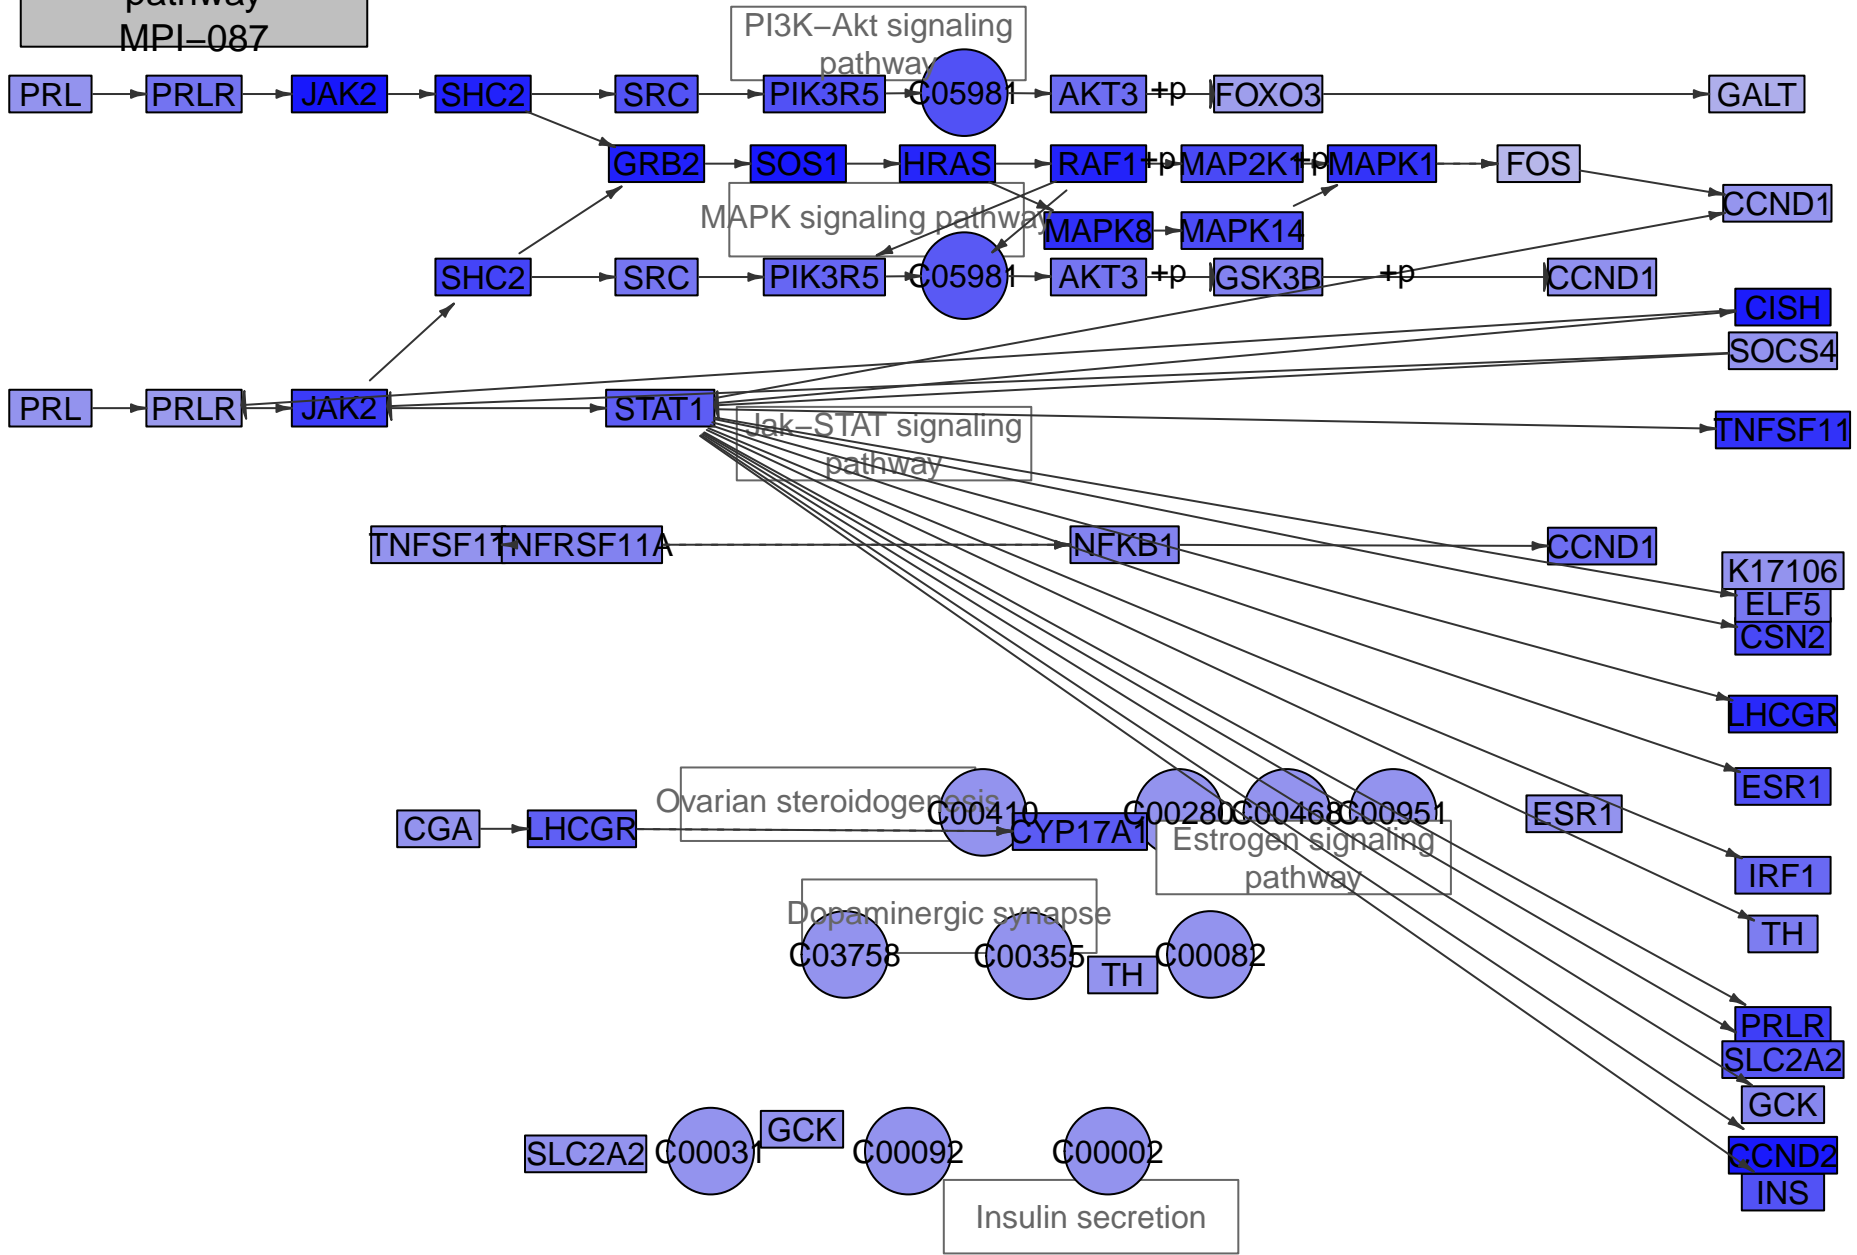 pathway
MPI–087
PI3K–Akt signaling
pathway
PRL
PRLR
JAK2
SHC2
SRC
PIK3R5
C05981
AKT3
+p
FOXO3
GALT
GRB2
SOS1
HRAS
RAF1
+p
MAP2K1
+p
MAPK1
FOS
CCND1
MAPK signaling pathway
MAPK8
MAPK14
SHC2
SRC
PIK3R5
C05981
AKT3
+p
GSK3B
+p
CCND1
CISH
SOCS4
PRL
PRLR
JAK2
STAT1
Jak–STAT signaling
pathway
TNFSF11
TNFSF11
TNFRSF11A
NFKB1
CCND1
K17106
ELF5
CSN2
LHCGR
ESR1
Ovarian steroidogenesis
C00410
C00280
C00468
C00951
ESR1
CGA
LHCGR
CYP17A1
Estrogen signaling
pathway
IRF1
Dopaminergic synapse
TH
C03758
C00355
TH
C00082
PRLR
SLC2A2
GCK
SLC2A2
C00031
GCK
C00092
C00002
CCND2
INS
Insulin secretion